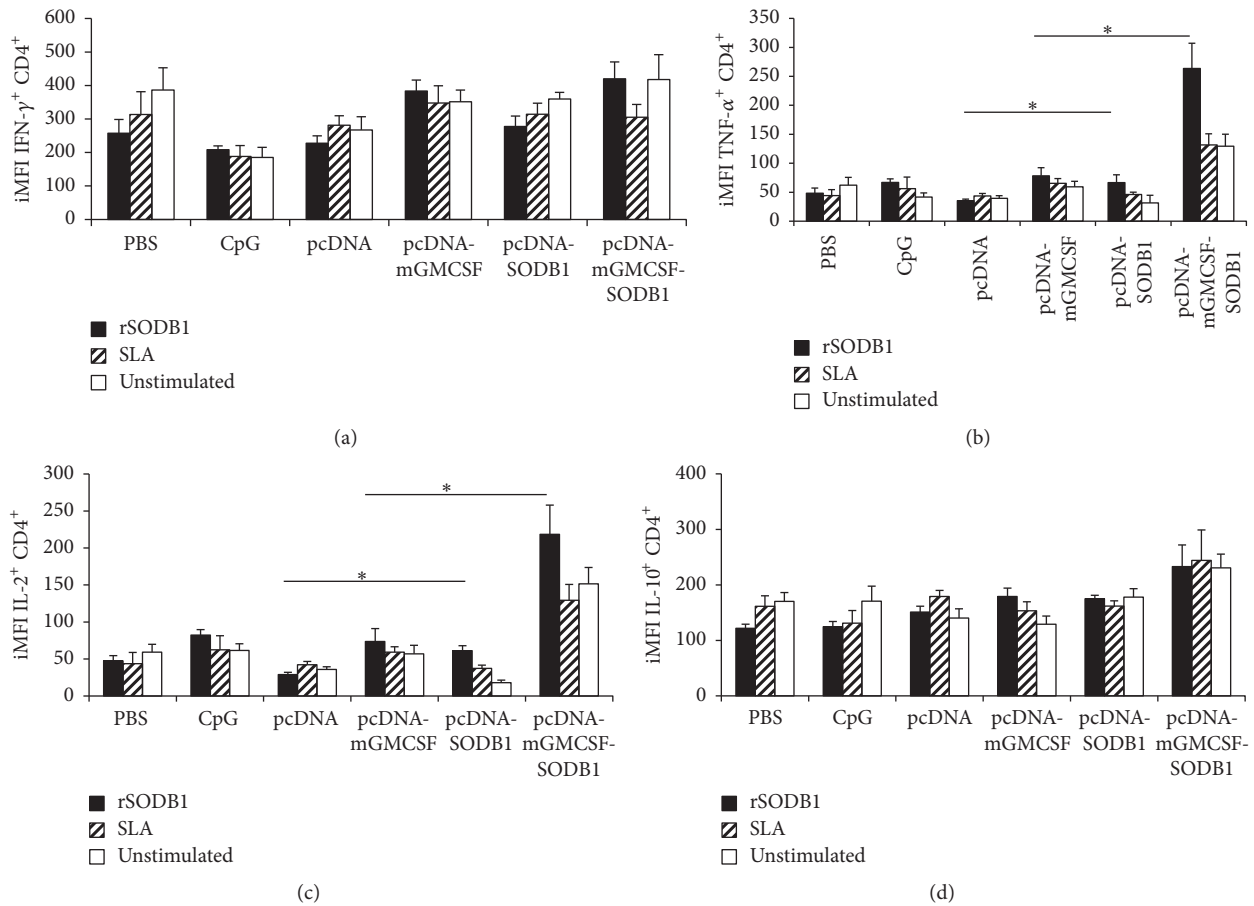 iMFI IFN-γ⁺ CD4⁺
600
500
400
300
200
100
0
PBS
CpG
pcDNA
pcDNA-
mGMCSF
pcDNA-
SODB1
pcDNA-
mGMCSF-
SODB1
rSODB1
SLA
Unstimulated
(a)
iMFI TNF-α⁺ CD4⁺
350
300
250
200
150
100
50
0
*
*
PBS
CpG
pcDNA
pcDNA-
mGMCSF
pcDNA-
SODB1
pcDNA-
mGMCSF-
SODB1
rSODB1
SLA
Unstimulated
(b)
iMFI IL-2⁺ CD4⁺
300
250
200
150
100
50
0
*
*
PBS
CpG
pcDNA
pcDNA-
mGMCSF
pcDNA-
SODB1
pcDNA-
mGMCSF-
SODB1
rSODB1
SLA
Unstimulated
(c)
iMFI IL-10⁺ CD4⁺
400
300
200
100
0
PBS
CpG
pcDNA
pcDNA-
mGMCSF
pcDNA-
SODB1
pcDNA-
mGMCSF-
SODB1
rSODB1
SLA
Unstimulated
(d)